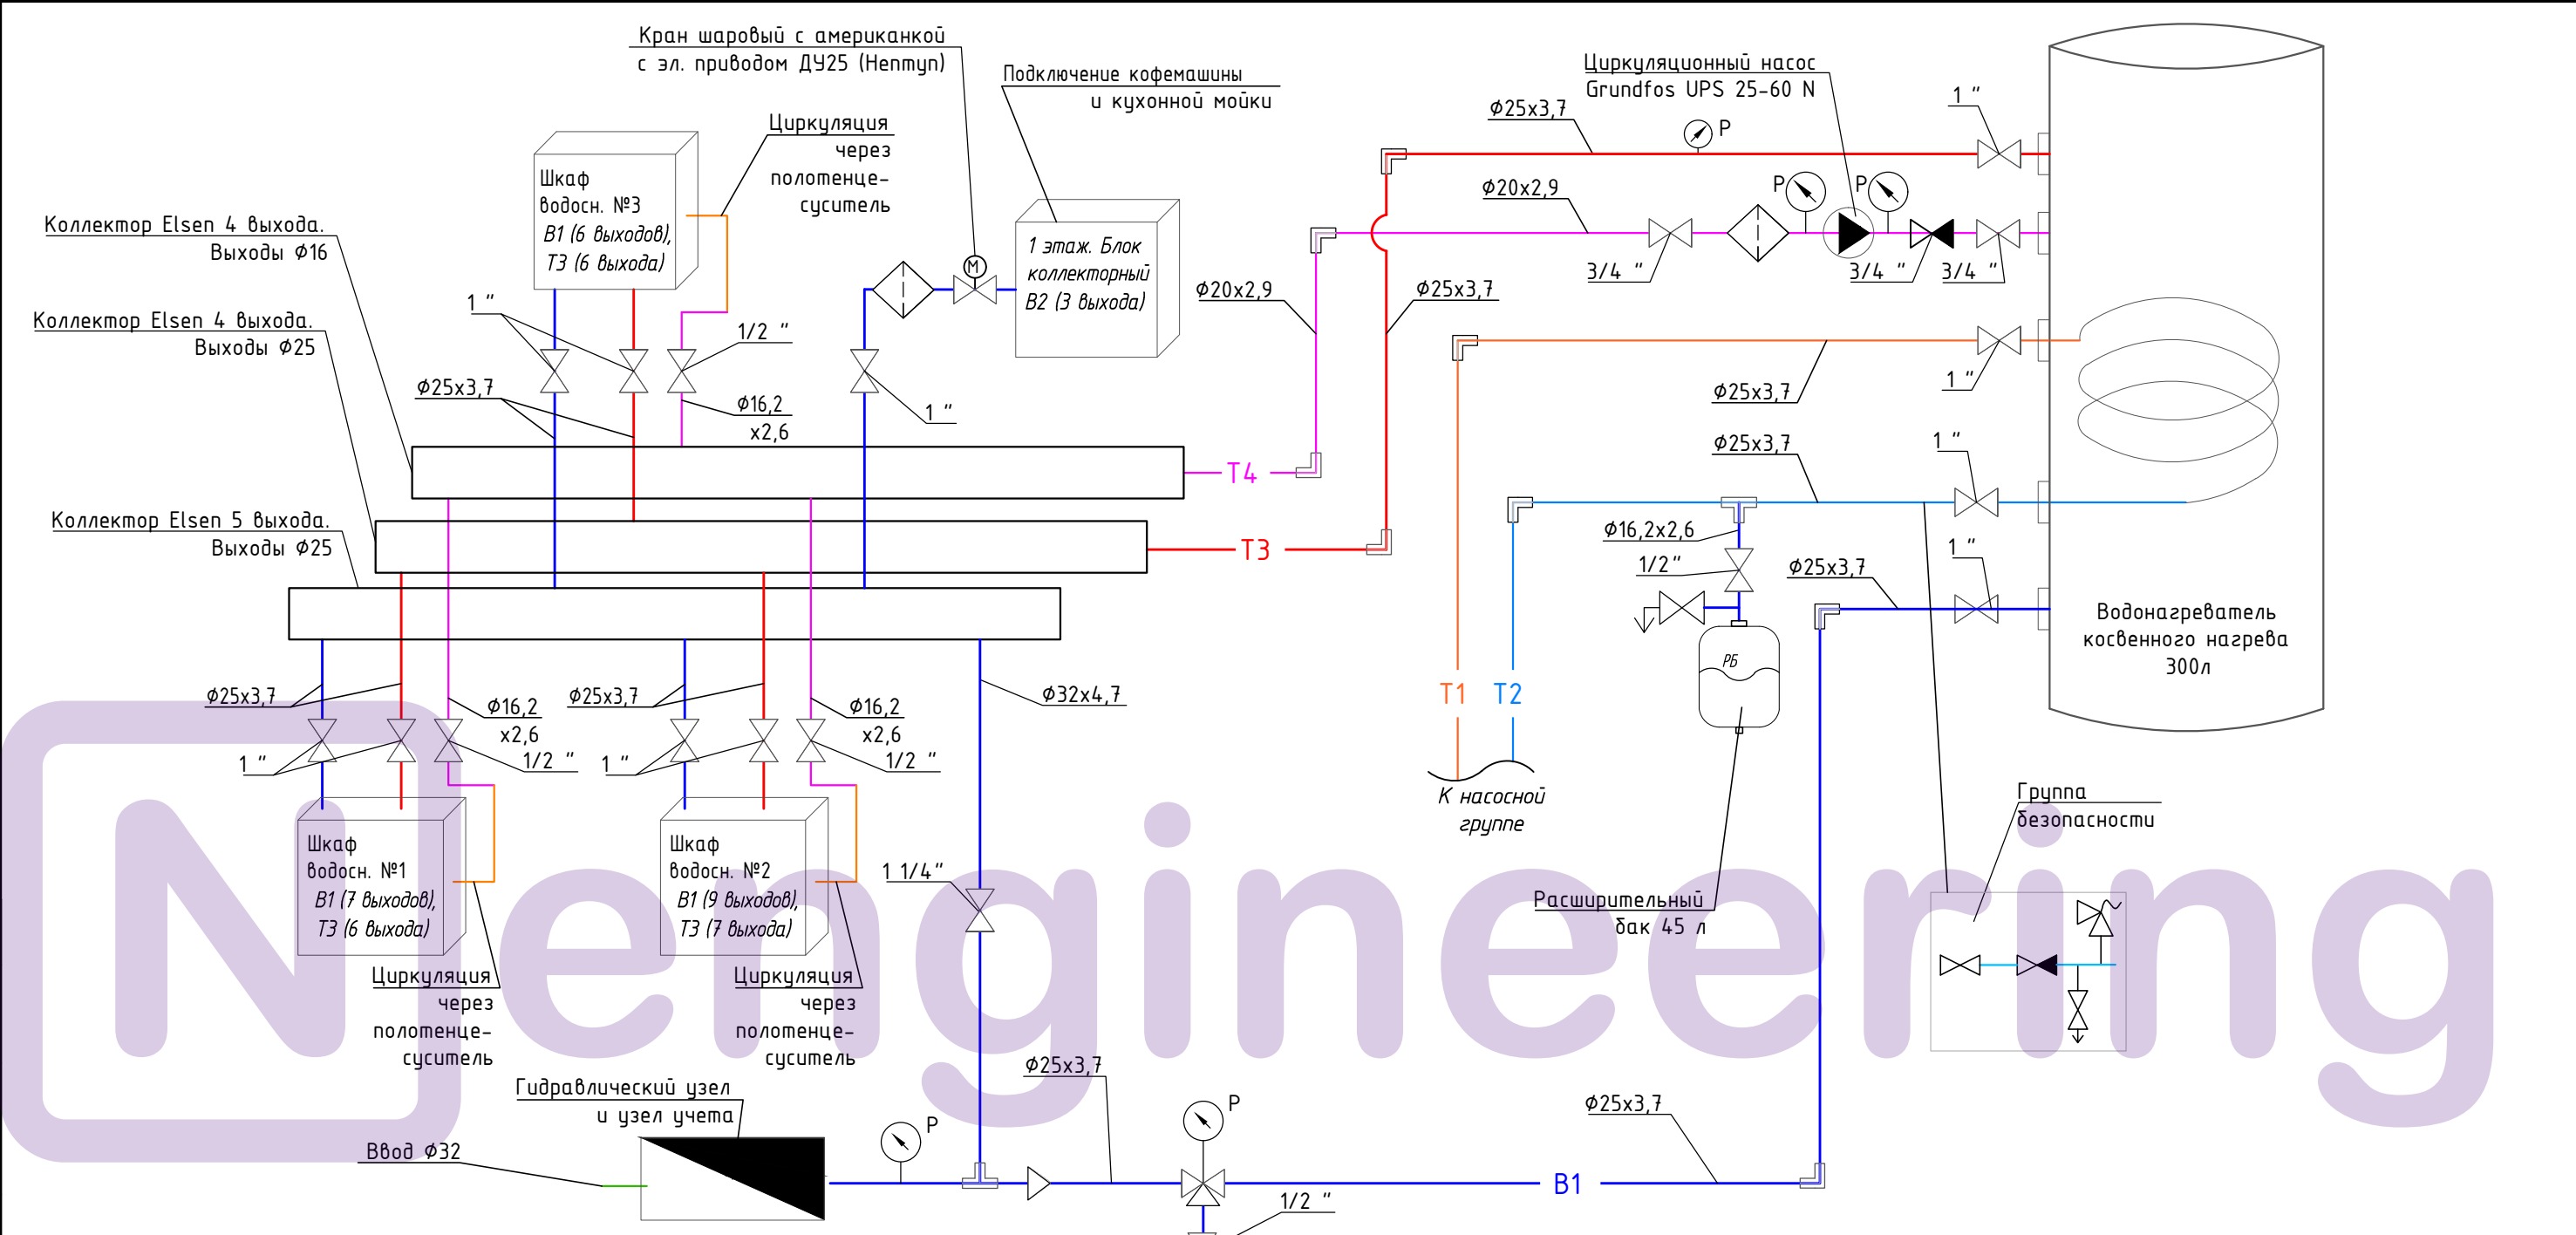 Кран шаровый с американкой
с эл. приводом ДУ25 (Нептун)
Подключение кофемашины
и кухонной мойки
Циркуляция
через
полотенце-
суситель
Шкаф
водосн. №3
В1 (6 выходов),
Т3 (6 выхода)
1 этаж. Блок
коллекторный
В2 (3 выхода)
М
Коллектор Elsen 4 выхода.
Выходы Ф16
Коллектор Elsen 4 выхода.
Выходы Ф25
Коллектор Elsen 5 выхода.
Выходы Ф25
1 "
1/2 "
Ф25х3,7
Ф16,2
х2,6
1 "
Т4
Т3
Циркуляционный насос
Grundfos UPS 25-60 N
Ф25х3,7
Р
1 "
Ф20х2,9
Р
Р
3/4 "
3/4 "
3/4 "
Ф20х2,9
Ф25х3,7
Ф25х3,7
1 "
Ф25х3,7
1 "
Ф16,2х2,6
1/2"
Ф25х3,7
1 "
РБ
Водонагреватель
косвенного нагрева
300л
Т1
Т2
К насосной
группе
Расширительный
бак 45 л
Группа
безопасности
Ф25х3,7
Ф16,2
х2,6
1 "
1/2 "
Ф25х3,7
Ф16,2
х2,6
1 "
1/2 "
Ф32х4,7
Шкаф
водосн. №1
В1 (7 выходов),
Т3 (6 выхода)
Шкаф
водосн. №2
В1 (9 выходов),
Т3 (7 выхода)
Циркуляция
через
полотенце-
суситель
Циркуляция
через
полотенце-
суситель
1 1/4"
Гидравлический узел
и узел учета
Ввод Ф32
Р
Ф25х3,7
Р
В1
Ф25х3,7
1/2 "
Nengineering